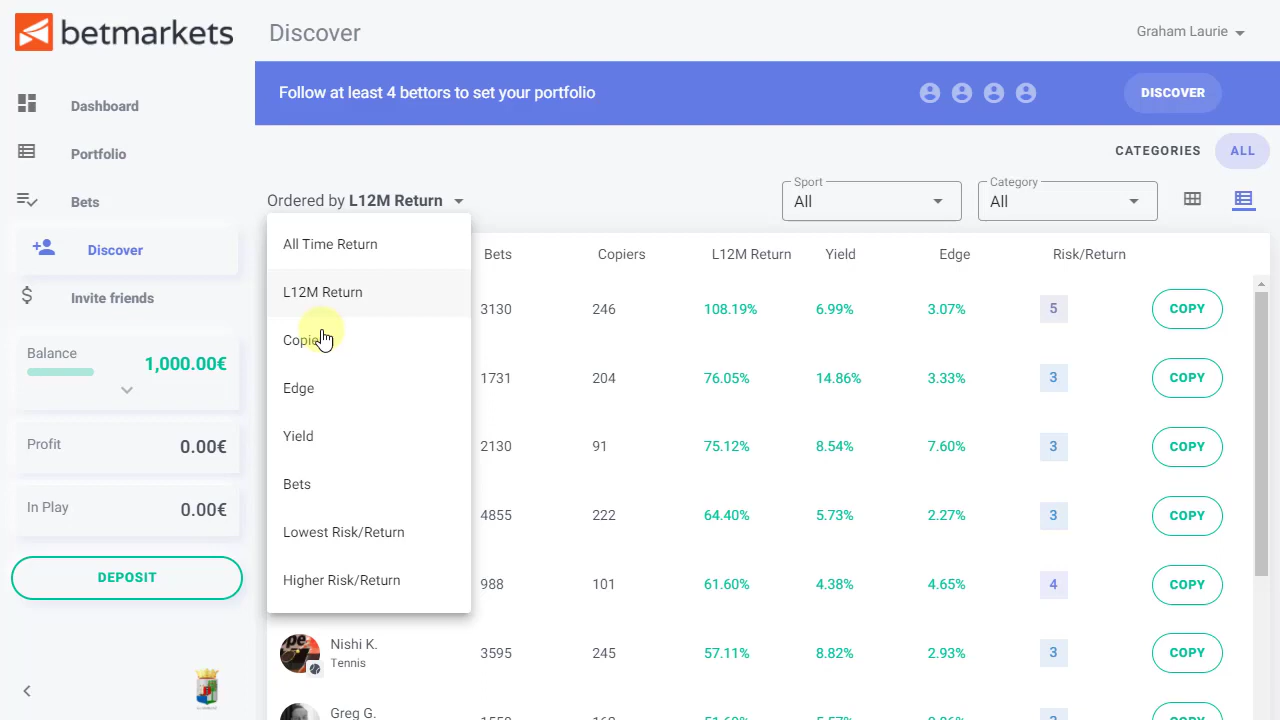 betmarkets
Discover
Graham Laurie
Dashboard
Portfolio
Bets
Discover
Invite friends
Balance
1,000.00€
Profit
0.00€
In Play
0.00€
DEPOSIT
Follow at least 4 bettors to set your portfolio
DISCOVER
CATEGORIES ALL
Ordered by L12M Return
Sport
All
Category
All
All Time Return
L12M Return
Edge
Yield
Bets
Lowest Risk/Return
Higher Risk/Return
Bets Copiers L12M Return Yield Edge Risk/Return
3130 246 108.19% 6.99% 3.07% 5 COPY
1731 204 76.05% 14.86% 3.33% 3 COPY
2130 91 75.12% 8.54% 7.60% 3 COPY
4855 222 64.40% 5.73% 2.27% 3 COPY
988 101 61.60% 4.38% 4.65% 4 COPY
Nishi K.
Tennis
3595 245 57.11% 8.82% 2.93% 3 COPY
Greg G.